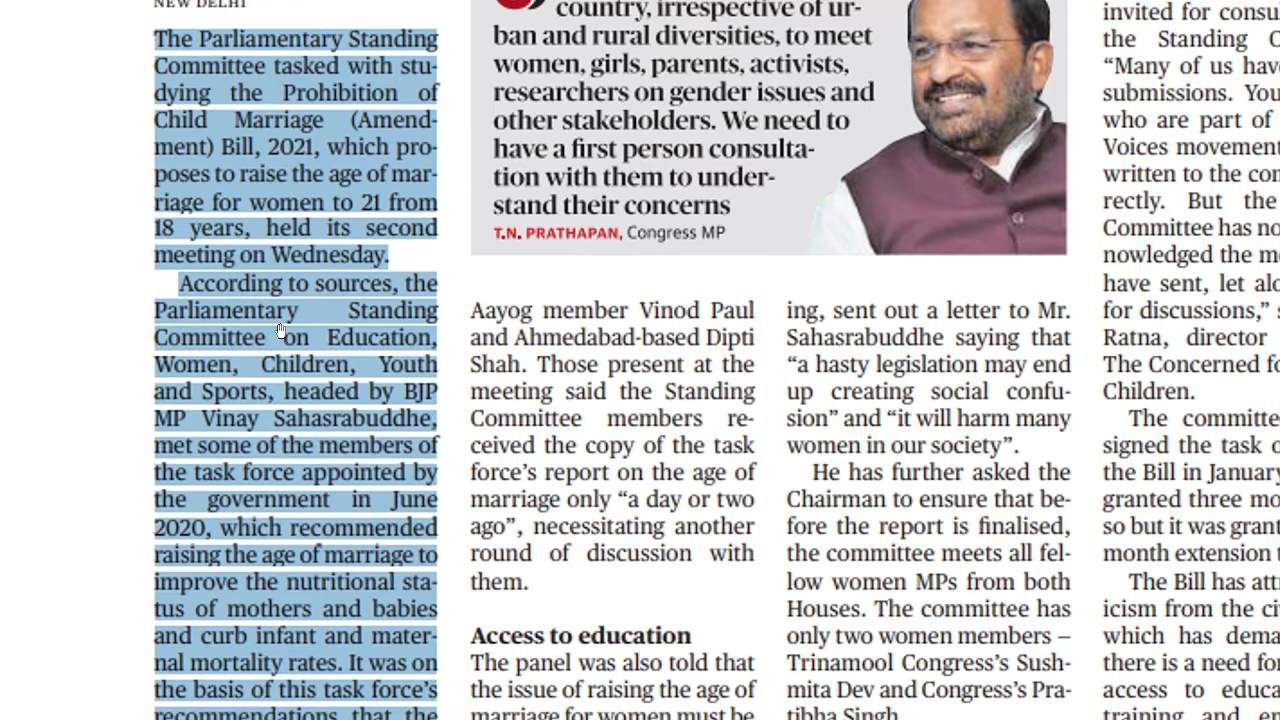 NEW DELHI
The Parliamentary Standing
Committee tasked with stu-
dying the Prohibition of
Child Marriage (Amend-
ment) Bill, 2021, which pro-
poses to raise the age of mar-
riage for women to 21 from
18 years, held its second
meeting on Wednesday.
According to sources, the
Parliamentary Standing
Committee on Education,
Women, Children, Youth
and Sports, headed by BJP
MP Vinay Sahasrabuddhe,
met some of the members of
the task force appointed by
the government in June
2020, which recommended
raising the age of marriage to
improve the nutritional sta-
tus of mothers and babies
and curb infant and mater-
nal mortality rates. It was on
the basis of this task force's
recommendations that the
country, irrespective of ur-
ban and rural diversities, to meet
women, girls, parents, activists,
researchers on gender issues and
other stakeholders. We need to
have a first person consulta-
tion with them to under-
stand their concerns
T.N. PRATHAPAN, Congress MP
Aayog member Vinod Paul
and Ahmedabad-based Dipti
Shah. Those present at the
meeting said the Standing
Committee members re-
ceived the copy of the task
force's report on the age of
marriage only “a day or two
ago”, necessitating another
round of discussion with
them.
Access to education
The panel was also told that
the issue of raising the age of
marriage for women must be
ing, sent out a letter to Mr.
Sahasrabuddhe saying that
“a hasty legislation may end
up creating social confu-
sion” and “it will harm many
women in our society”.
He has further asked the
Chairman to ensure that be-
fore the report is finalised,
the committee meets all fel-
low women MPs from both
Houses. The committee has
only two women members –
Trinamool Congress's Sush-
mita Dev and Congress's Pra-
tibha Singh.
invited for consu
the Standing C
“Many of us have
submissions. You
who are part of
Voices movement
written to the con
rectly. But the
Committee has no
nowledged the m
have sent, let alo
for discussions,” s
Ratna, director
The Concerned fo
Children.
The committe
signed the task o
the Bill in January
granted three mo
so but it was grant
month extension t
The Bill has attr
icism from the civ
which has dema
there is a need for
access to educa
training and en